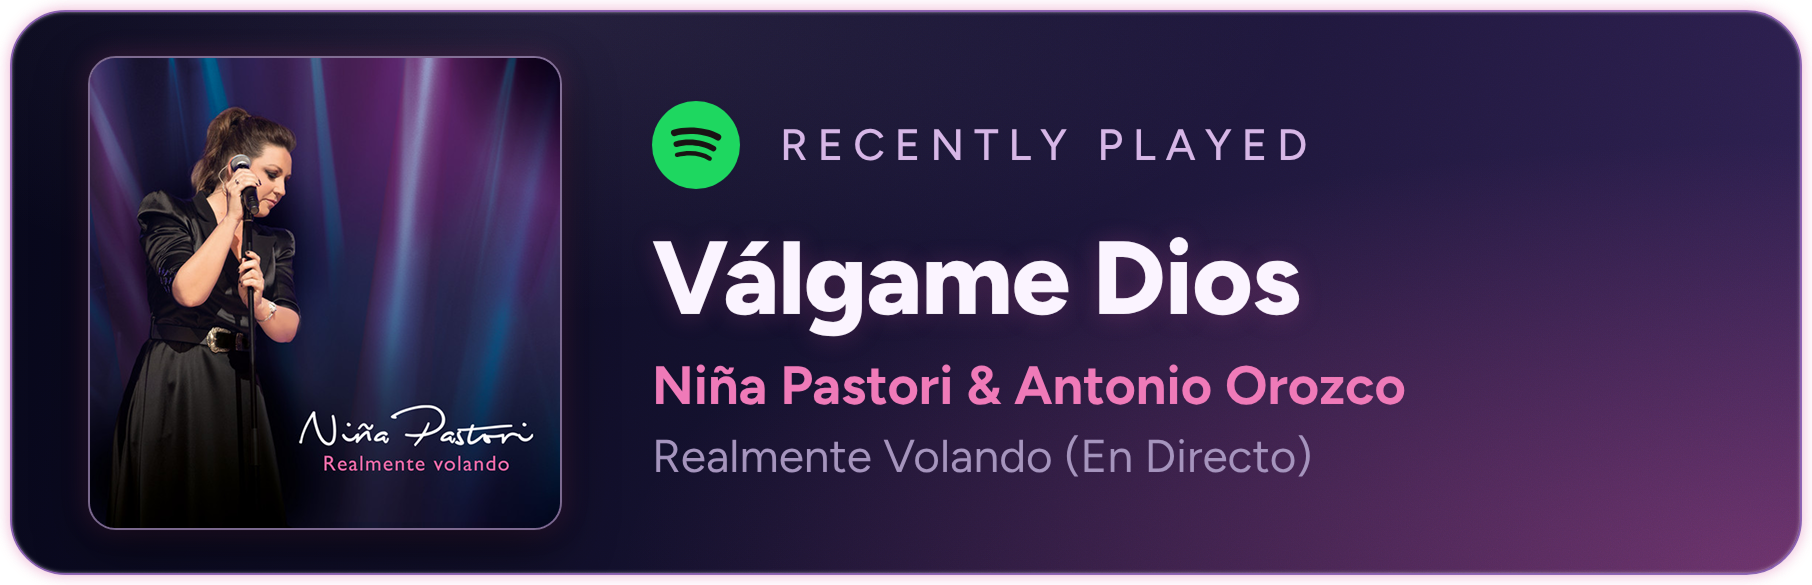 Niña Pastori
Realmente volando
RECENTLY PLAYED
Válgame Dios
Niña Pastori & Antonio Orozco
Realmente Volando (En Directo)